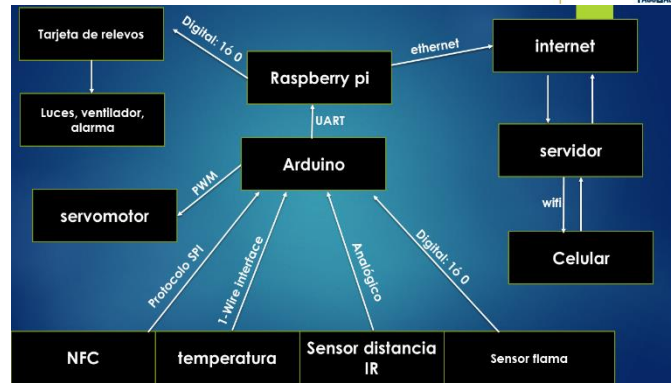 Tarjeta de relevos
Digital: 1ó 0
ethernet
internet
Raspberry pi
Luces, ventilador,
alarma
UART
servidor
Arduino
PWM
servomotor
wifi
Celular
Protocolo SPI
1-Wire interface
Analógico
Digital: 1ó 0
NFC
temperatura
Sensor distancia
IR
Sensor flama